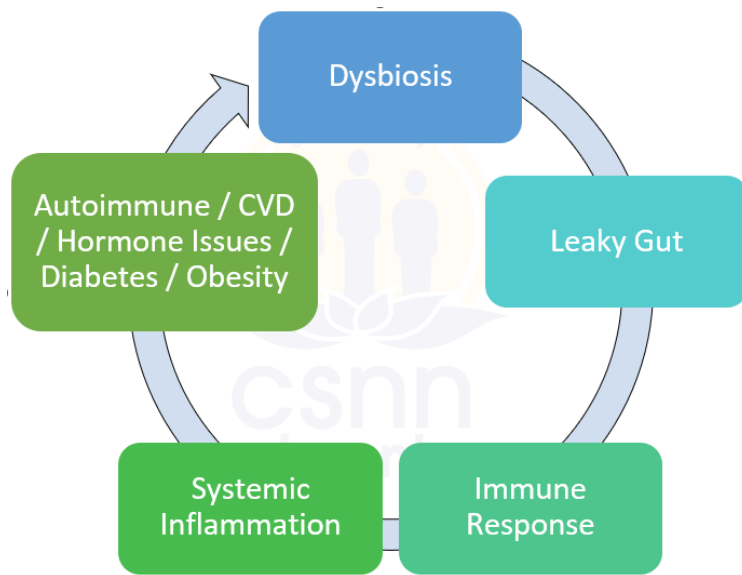 Dysbiosis
Leaky Gut
Immune
Response
Systemic
Inflammation
Autoimmune / CVD
/ Hormone Issues /
Diabetes / Obesity
csnn